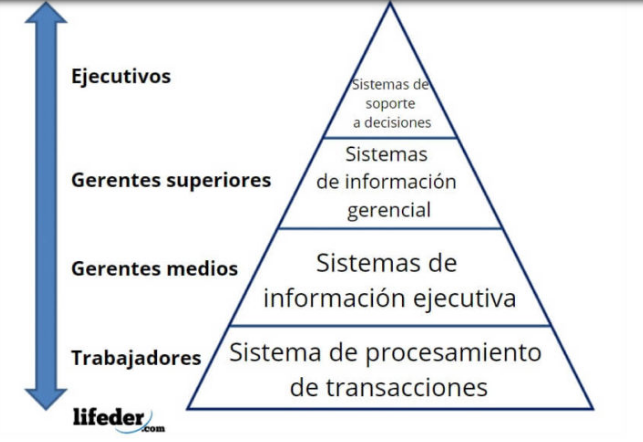 Ejecutivos
Sistemas de
soporte
a decisiones
Gerentes superiores
Sistemas
de información
gerencial
Gerentes medios
Sistemas de
información ejecutiva
Trabajadores
Sistema de procesamiento
de transacciones
lifeder.com